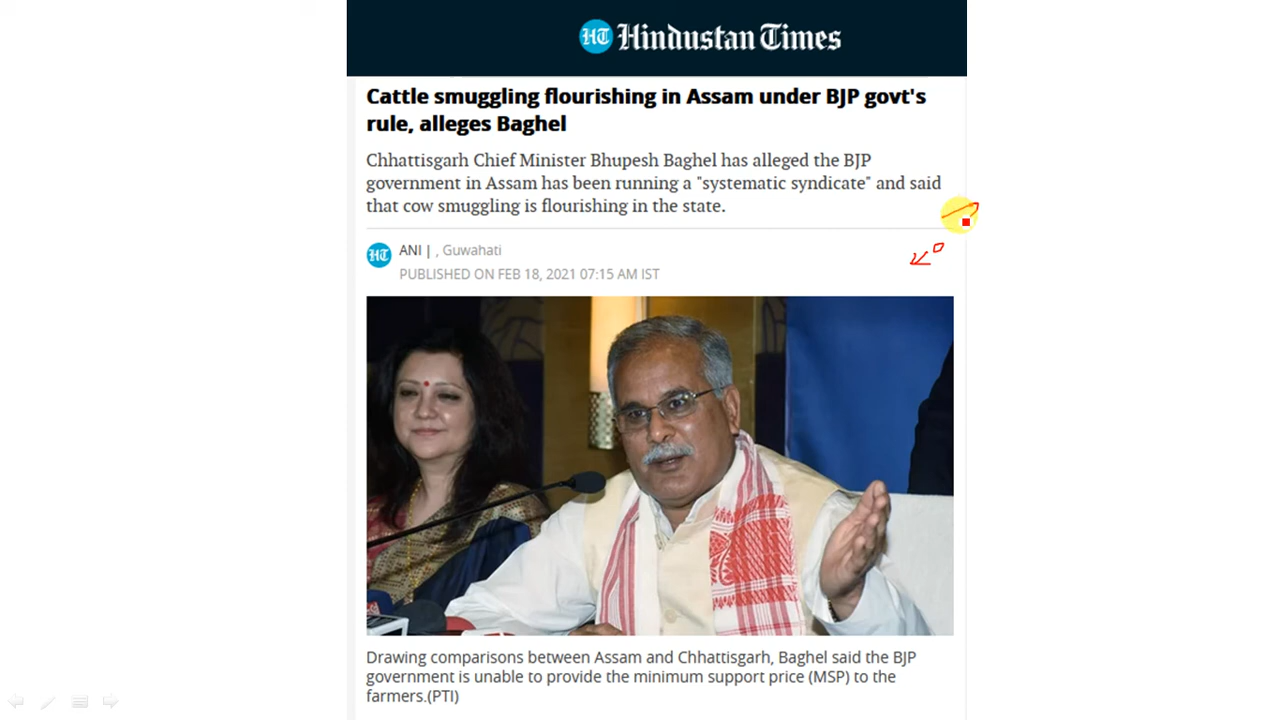 HT Hindustan Times
Cattle smuggling flourishing in Assam under BJP govt's
rule, alleges Baghel
Chhattisgarh Chief Minister Bhupesh Baghel has alleged the BJP
government in Assam has been running a "systematic syndicate" and said
that cow smuggling is flourishing in the state.
HT ANI | , Guwahati
PUBLISHED ON FEB 18, 2021 07:15 AM IST
Drawing comparisons between Assam and Chhattisgarh, Baghel said the BJP
government is unable to provide the minimum support price (MSP) to the
farmers.(PTI)